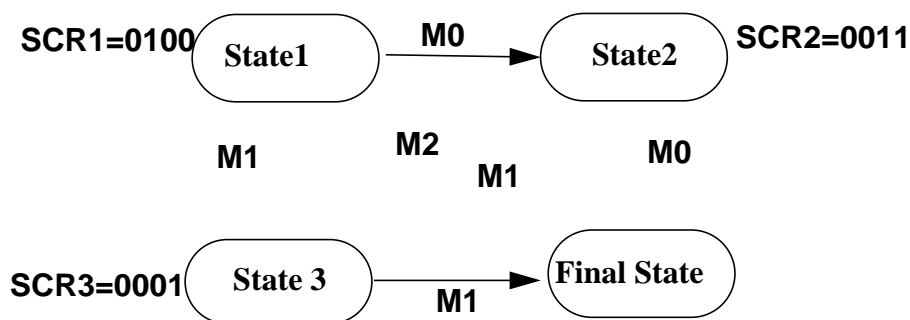 SCR1=0100
State1
M0
State2
SCR2=0011
M1
M2
M1
M0
SCR3=0001
State 3
M1
Final State